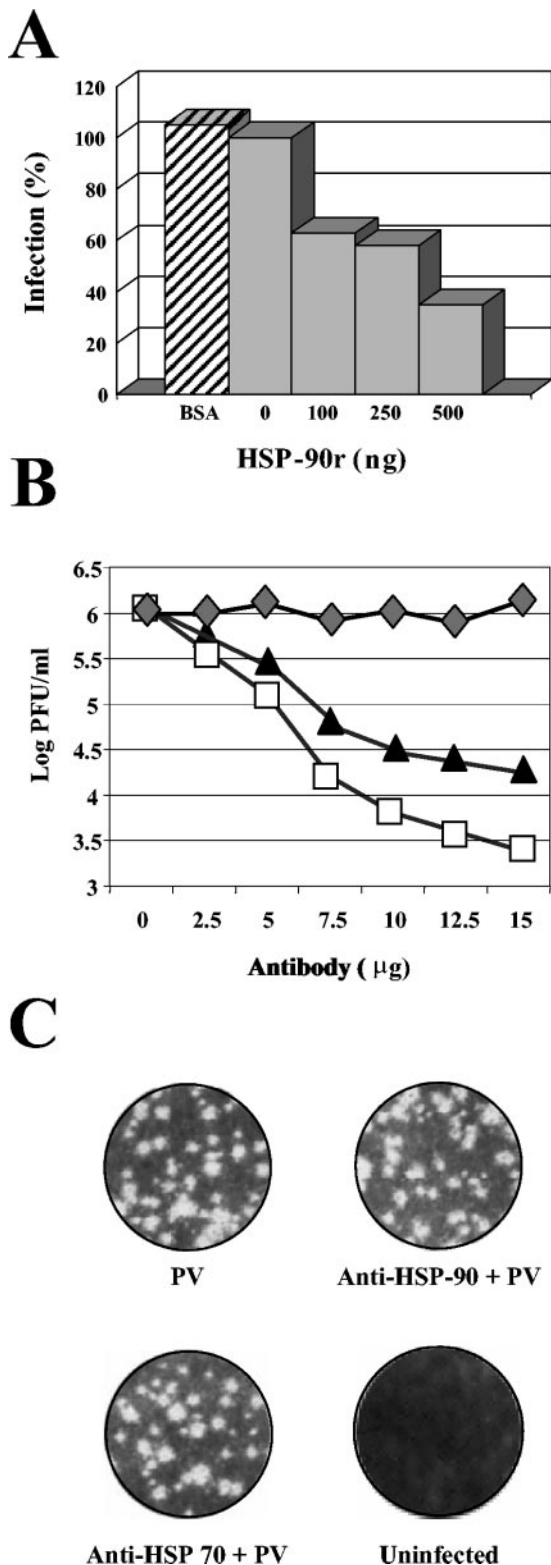 A
120
100
80
60
40
20
0
Infection (%)
BSA 0 100 250 500
HSP-90r (ng)
B
6.5
6
5.5
5
4.5
4
3.5
3
Log PFU/ml
0 2.5 5 7.5 10 12.5 15
Antibody ( μg)
C
PV
Anti-HSP-90 + PV
Anti-HSP 70 + PV
Uninfected